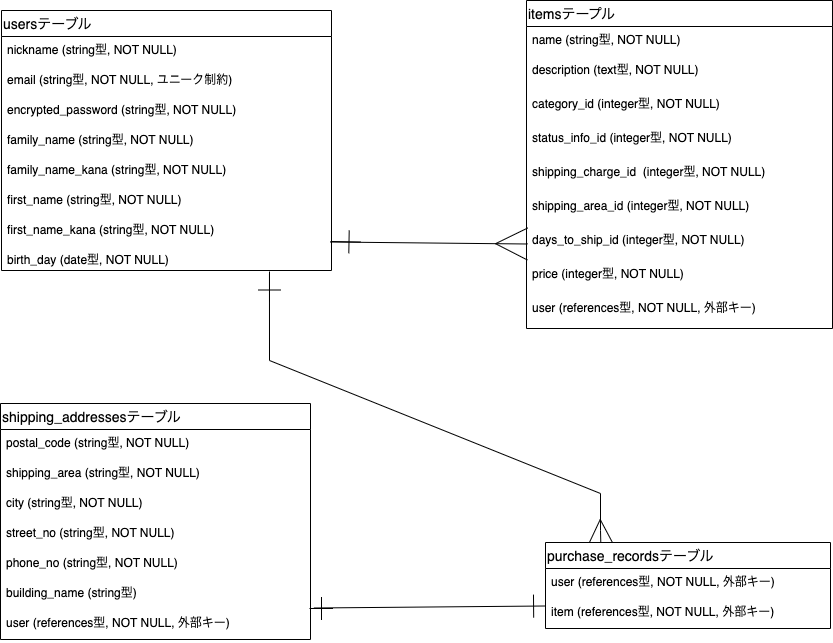 usersテーブル
nickname (string型, NOT NULL)
email (string型, NOT NULL, ユニーク制約)
encrypted_password (string型, NOT NULL)
family_name (string型, NOT NULL)
family_name_kana (string型, NOT NULL)
first_name (string型, NOT NULL)
first_name_kana (string型, NOT NULL)
birth_day (date型, NOT NULL)
itemsテーブル
name (string型, NOT NULL)
description (text型, NOT NULL)
category_id (integer型, NOT NULL)
status_info_id (integer型, NOT NULL)
shipping_charge_id (integer型, NOT NULL)
shipping_area_id (integer型, NOT NULL)
days_to_ship_id (integer型, NOT NULL)
price (integer型, NOT NULL)
user (references型, NOT NULL, 外部キー)
shipping_addressesテーブル
postal_code (string型, NOT NULL)
shipping_area (string型, NOT NULL)
city (string型, NOT NULL)
street_no (string型, NOT NULL)
phone_no (string型, NOT NULL)
building_name (string型)
user (references型, NOT NULL, 外部キー)
purchase_recordsテーブル
user (references型, NOT NULL, 外部キー)
item (references型, NOT NULL, 外部キー)